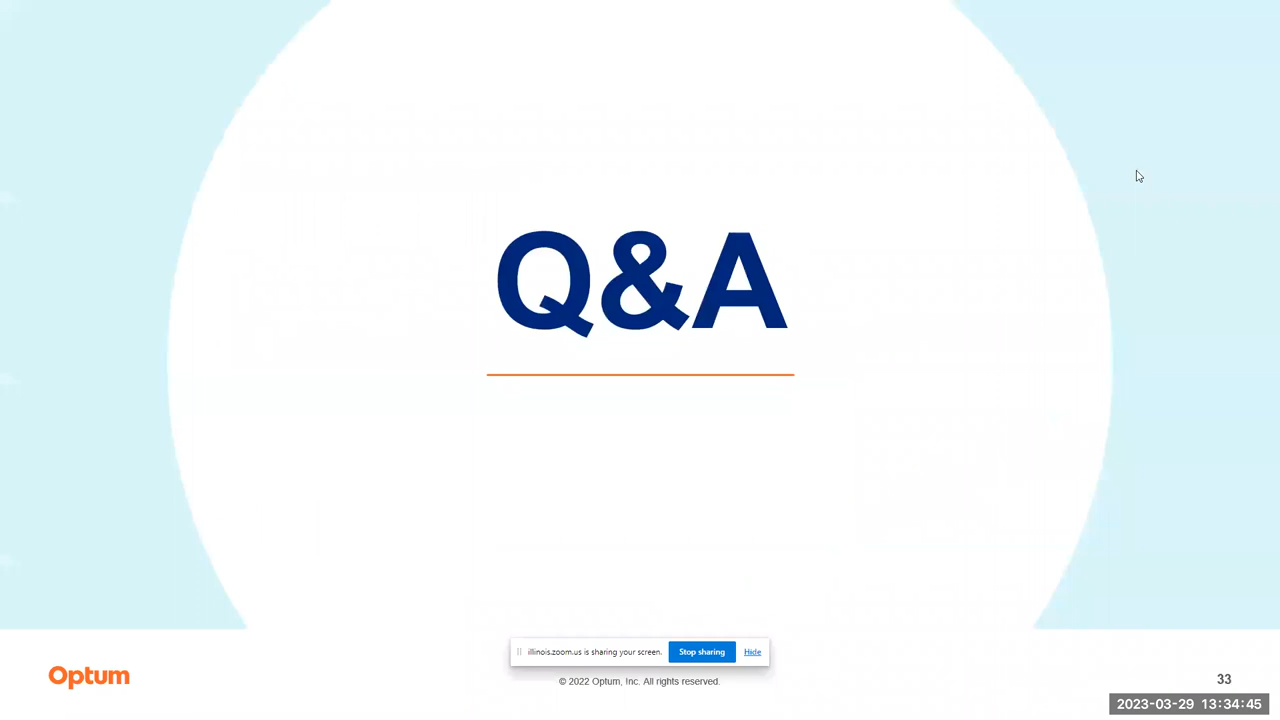 Q&A
illinois.zoom.us is sharing your screen. Stop sharing Hide
Optum
© 2022 Optum, Inc. All rights reserved.
33
2023-03-29 13:34:45